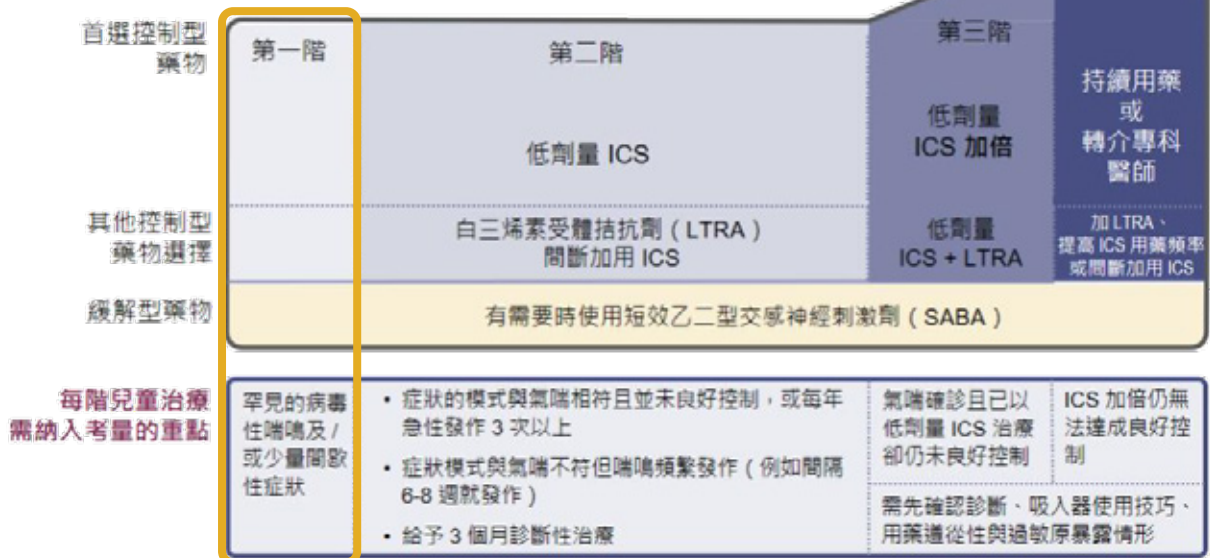 首選控制型
藥物
第一階
第二階
低劑量 ICS
第三階
低劑量
ICS 加倍
持續用藥
或
轉介專科
醫師
其他控制型
藥物選擇
白三烯素受體拮抗劑（LTRA）
間斷加用 ICS
低劑量
ICS + LTRA
加 LTRA、
提高 ICS 用藥頻率
或間斷加用 ICS
緩解型藥物
有需要時使用短效乙二型交感神經刺激劑（SABA）
每階兒童治療
需納入考量的重點
罕見的病毒
性喘鳴及/
或少量間歇
性症狀
• 症狀的模式與氣喘相符且並未良好控制，或每年
急性發作 3 次以上
• 症狀模式與氣喘不符但喘鳴頻繁發作（例如間隔
6-8 週就發作）
• 給予 3 個月診斷性治療
氣喘確診且已以
低劑量 ICS 治療
卻仍未良好控制
ICS 加倍仍無
法達成良好控
制
需先確認診斷、吸入器使用技巧、
用藥遵從性與過敏原暴露情形